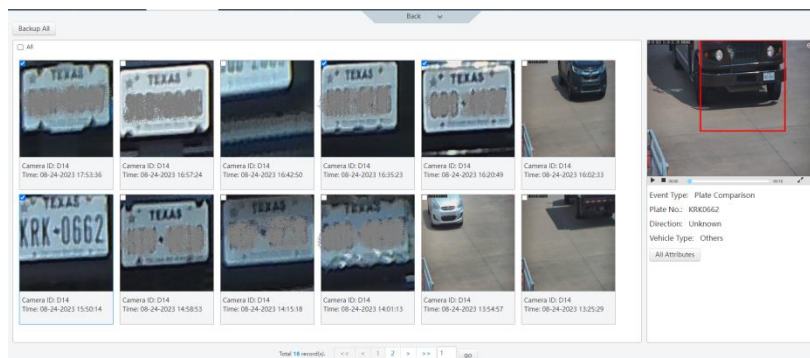 Back
Backup All
All
TEXAS
TEXAS
TEXAS
TEXAS
Camera ID: D14
Time: 08-24-2023 17:53:36
Camera ID: D14
Time: 08-24-2023 16:57:24
Camera ID: D14
Time: 08-24-2023 16:42:50
Camera ID: D14
Time: 08-24-2023 16:35:23
Camera ID: D14
Time: 08-24-2023 16:20:49
Camera ID: D14
Time: 08-24-2023 16:02:33
TEXAS
KRK-0662
TEXAS
TEXAS
TEXAS
Camera ID: D14
Time: 08-24-2023 15:50:14
Camera ID: D14
Time: 08-24-2023 14:58:53
Camera ID: D14
Time: 08-24-2023 14:15:18
Camera ID: D14
Time: 08-24-2023 14:01:13
Camera ID: D14
Time: 08-24-2023 13:54:57
Camera ID: D14
Time: 08-24-2023 13:25:29
Event Type: Plate Comparison
Plate No.: KRK0662
Direction: Unknown
Vehicle Type: Others
All Attributes
Total 16 record(s). << < 1 2 > >> 1 go